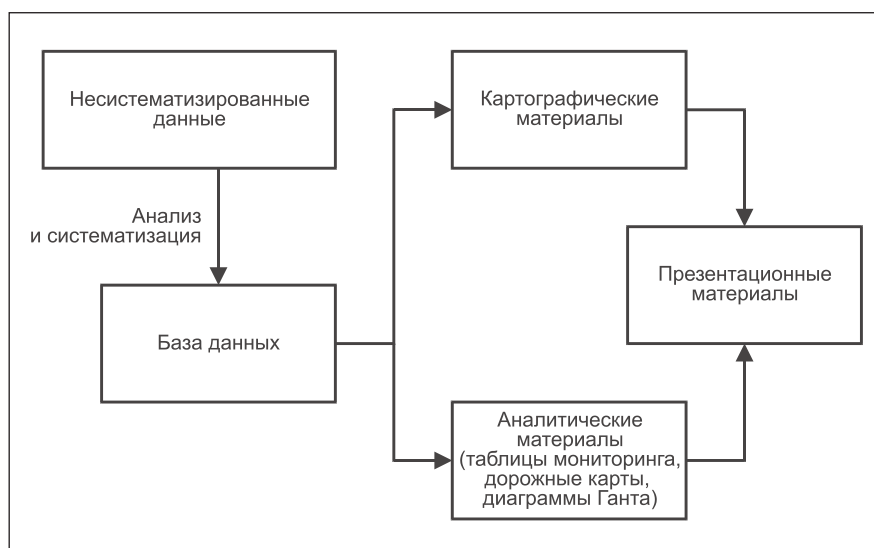 Несистематизированные
данные
Анализ
и систематизация
База данных
Картографические
материалы
Аналитические
материалы
(таблицы мониторинга,
дорожные карты,
диаграммы Ганта)
Презентационные
материалы